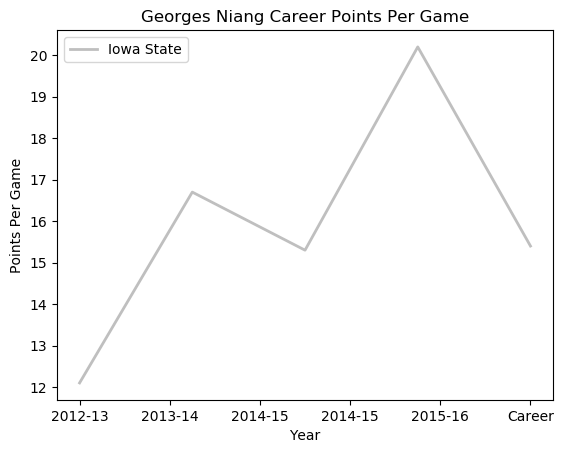 Georges Niang Career Points Per Game
Iowa State
Points Per Game
20
19
18
17
16
15
14
13
12
2012-13 2013-14 2014-15 2014-15 2015-16 Career
Year